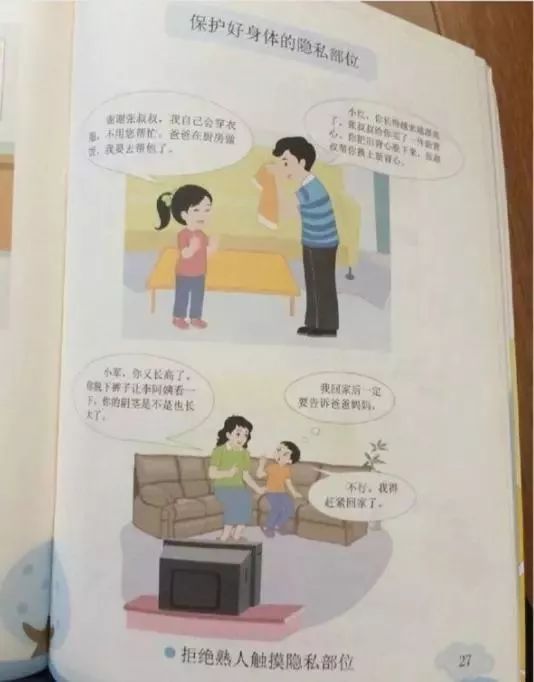 保护好身体的隐私部位
谢谢张叔叔，我自己会穿衣
服，不用您帮忙。爸爸在厨房做
饭，我要去帮他了。
小红，你长得越来越漂亮
了，张叔叔给你买了一件新背
心，你把旧背心脱下来，张叔
叔帮你换上新背心。
小军，你又长高了。
你脱下裤子让李阿姨看一
下，你的阴茎是不是也长
大了。
我回家后一定
要告诉爸爸妈妈。
不行，我得
赶紧回家了。
拒绝熟人触摸隐私部位
27